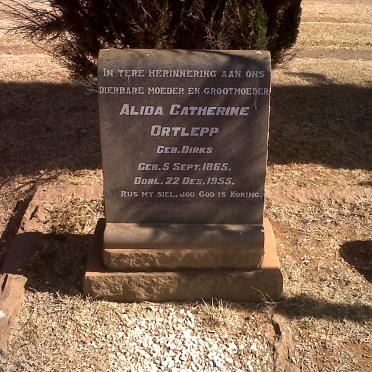 In tere herinnering aan ons
dierbare moeder en grootmoeder
Alida Catherine
Ortlepp
Geb. Dirks
Geb. 5 Sept. 1865.
Oorl. 22 Des. 1955.
Rus my siel, jou God is Koning.